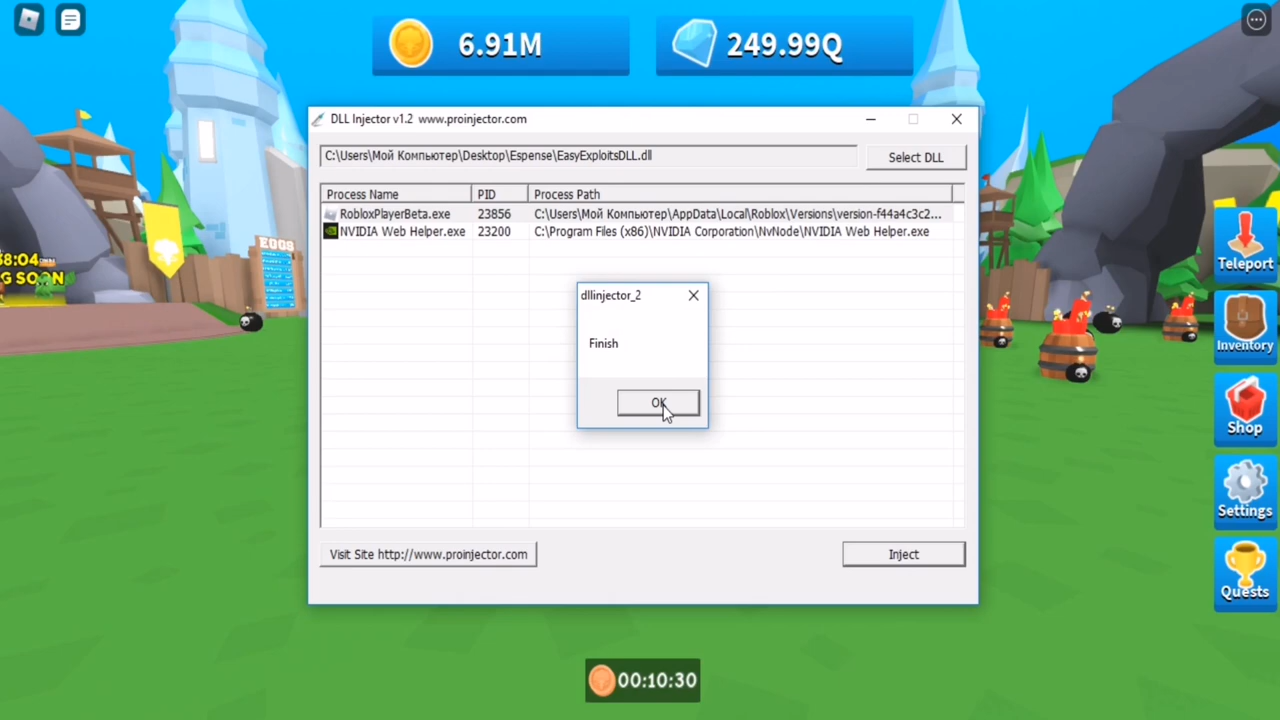 6.91M
249.99Q
DLL Injector v1.2 www.proinjector.com
C:\Users\Мой Компьютер\Desktop\Espense\EasyExploitsDLL.dll
Select DLL
Process Name PID Process Path
RobloxPlayerBeta.exe 23856 C:\Users\Мой Компьютер\AppData\Local\Roblox\Versions\version-f44a4c3c2...
NVIDIA Web Helper.exe 23200 C:\Program Files (x86)\NVIDIA Corporation\NvNode\NVIDIA Web Helper.exe
dllinjector_2
Finish
OK
Visit Site http://www.proinjector.com
Inject
8:04
G SOON
EGGS
Teleport
Inventory
Shop
Settings
Quests
00:10:30